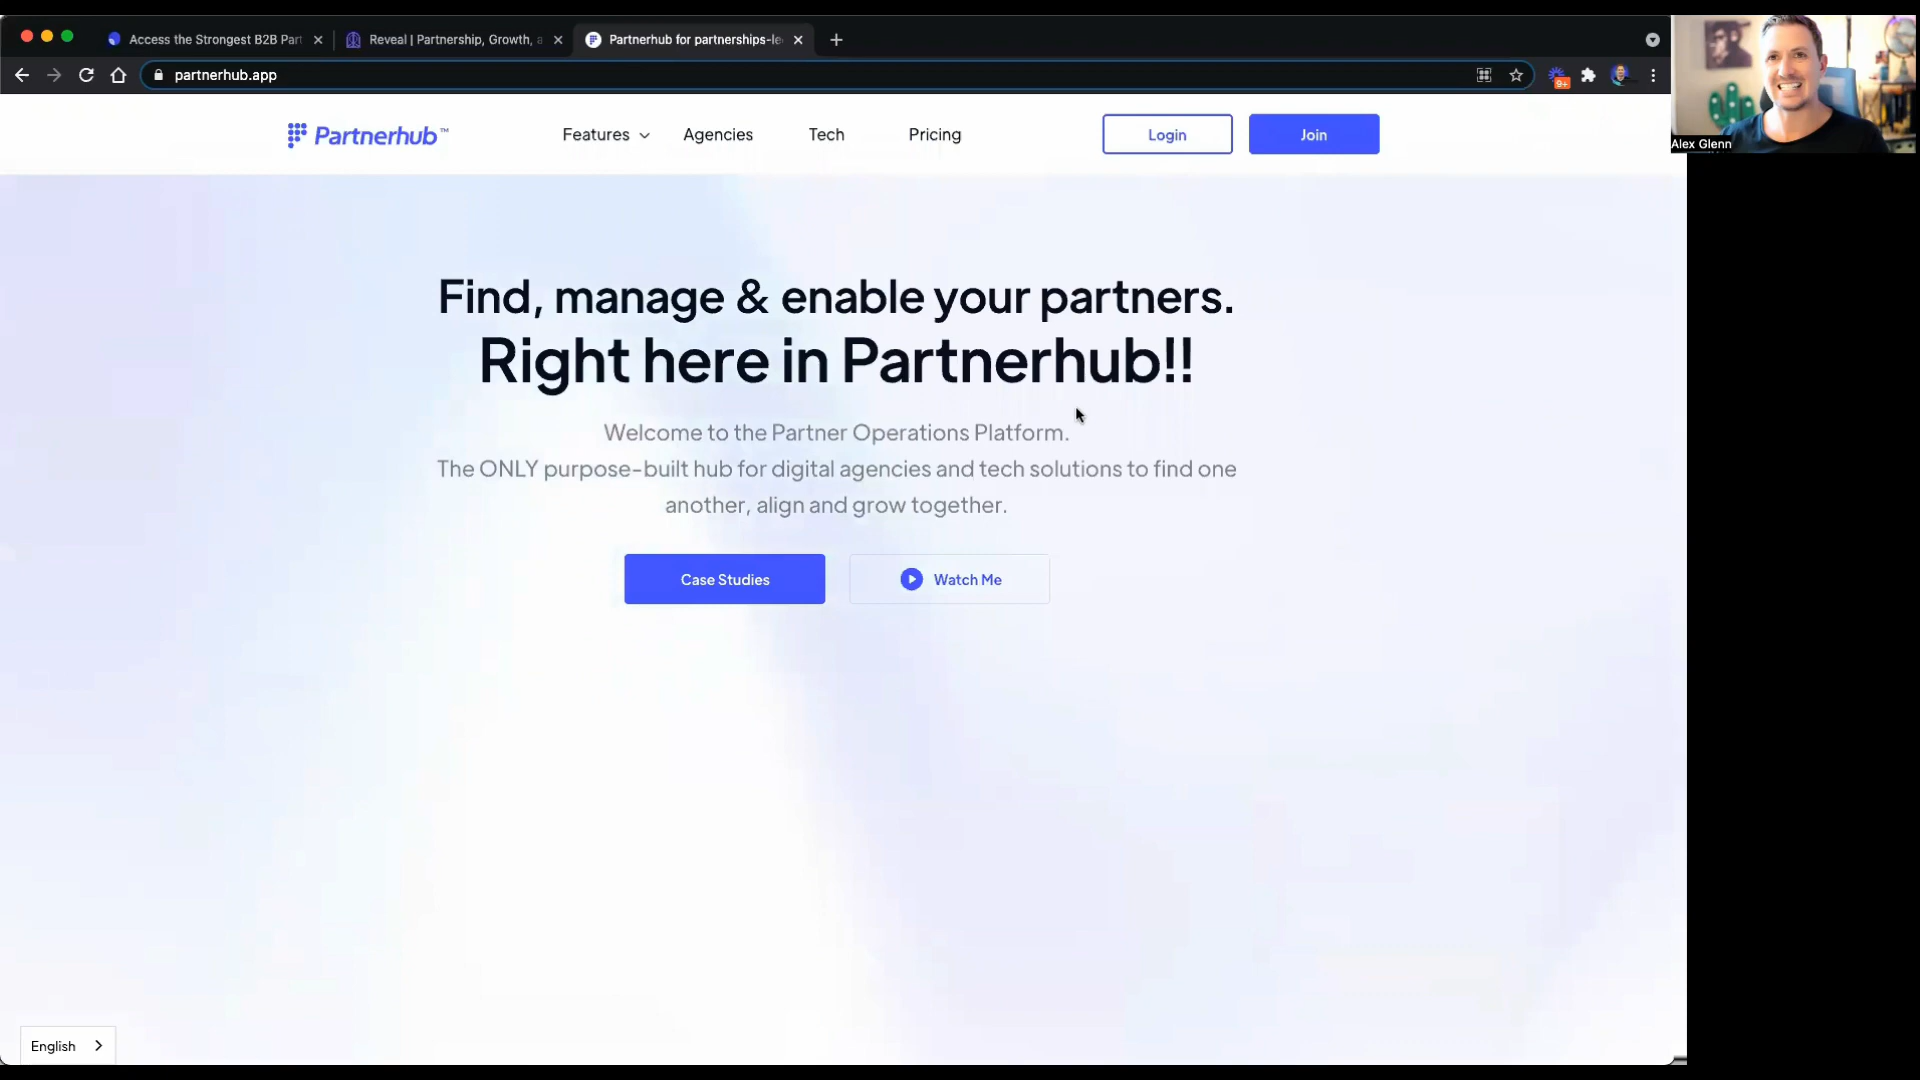 Access the Strongest B2B Part
Reveal | Partnership, Growth, a
Partnerhub for partnerships-le
partnerhub.app
9+
Alex Glenn
Partnerhub™
Features
Agencies
Tech
Pricing
Login
Join
Find, manage & enable your partners.
Right here in Partnerhub!!
Welcome to the Partner Operations Platform.
The ONLY purpose-built hub for digital agencies and tech solutions to find one
another, align and grow together.
Case Studies
Watch Me
English